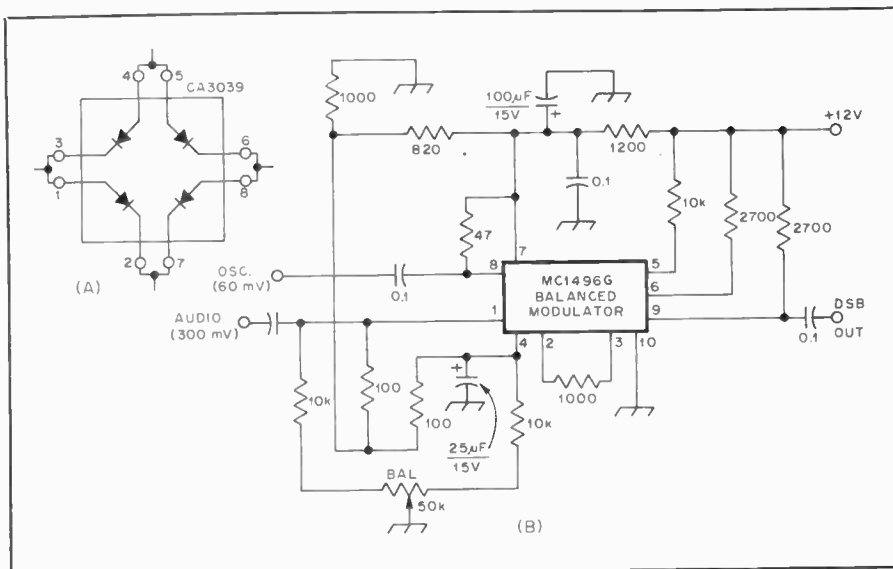 4
5
CA3039
3
6
1
8
2
7
(A)
1000
100µF
15V
+
+12V
820
1200
0.1
10k
2700
2700
47
7
OSC.
(60 mV)
0.1
8
5
6
MC1496G
BALANCED
MODULATOR
AUDIO
(300 mV)
1
9
0.1
DSB
OUT
4
2
3
10
10k
100
100
+
10k
1000
25µF
15V
BAL
50k
(B)